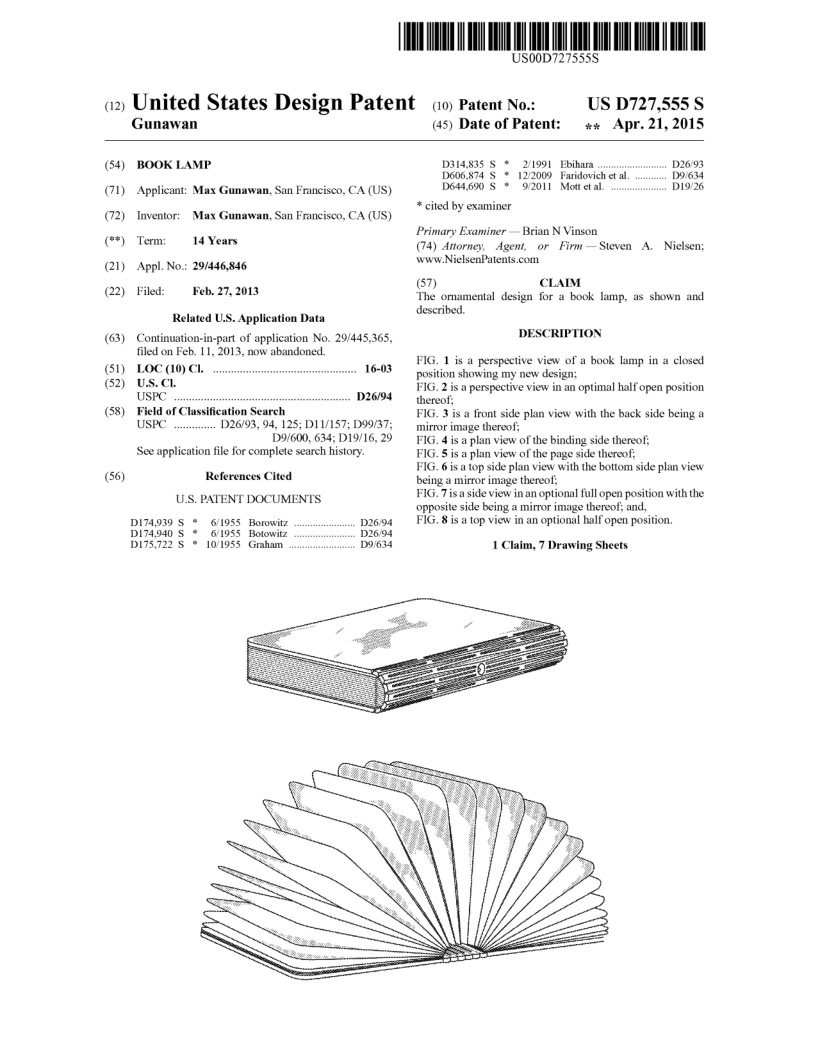 US00D727555S
(12) United States Design Patent
Gunawan
(10) Patent No.: US D727,555 S
(45) Date of Patent: ** Apr. 21, 2015
(54) BOOK LAMP
(71) Applicant: Max Gunawan, San Francisco, CA (US)
(72) Inventor: Max Gunawan, San Francisco, CA (US)
(**) Term: 14 Years
(21) Appl. No.: 29/446,846
(22) Filed: Feb. 27, 2013
Related U.S. Application Data
(63) Continuation-in-part of application No. 29/445,365,
filed on Feb. 11, 2013, now abandoned.
(51) LOC (10) Cl. ............................................... 16-03
(52) U.S. Cl.
USPC .......................................................... D26/94
(58) Field of Classification Search
USPC ............. D26/93, 94, 125; D11/157; D99/37;
D9/600, 634; D19/16, 29
See application file for complete search history.
(56) References Cited
U.S. PATENT DOCUMENTS
D174,939 S * 6/1955 Borowitz ....................... D26/94
D174,940 S * 6/1955 Botowitz ....................... D26/94
D175,722 S * 10/1955 Graham ......................... D9/634
D314,835 S * 2/1991 Ebihara .......................... D26/93
D606,874 S * 12/2009 Faridovich et al. ............ D9/634
D644,690 S * 9/2011 Mott et al. ..................... D19/26
* cited by examiner
Primary Examiner — Brian N Vinson
(74) Attorney, Agent, or Firm — Steven A. Nielsen;
www.NielsenPatents.com
(57) CLAIM
The ornamental design for a book lamp, as shown and
described.
DESCRIPTION
FIG. 1 is a perspective view of a book lamp in a closed
position showing my new design;
FIG. 2 is a perspective view in an optimal half open position
thereof;
FIG. 3 is a front side plan view with the back side being a
mirror image thereof;
FIG. 4 is a plan view of the binding side thereof;
FIG. 5 is a plan view of the page side thereof;
FIG. 6 is a top side plan view with the bottom side plan view
being a mirror image thereof;
FIG. 7 is a side view in an optional full open position with the
opposite side being a mirror image thereof; and,
FIG. 8 is a top view in an optional half open position.
1 Claim, 7 Drawing Sheets